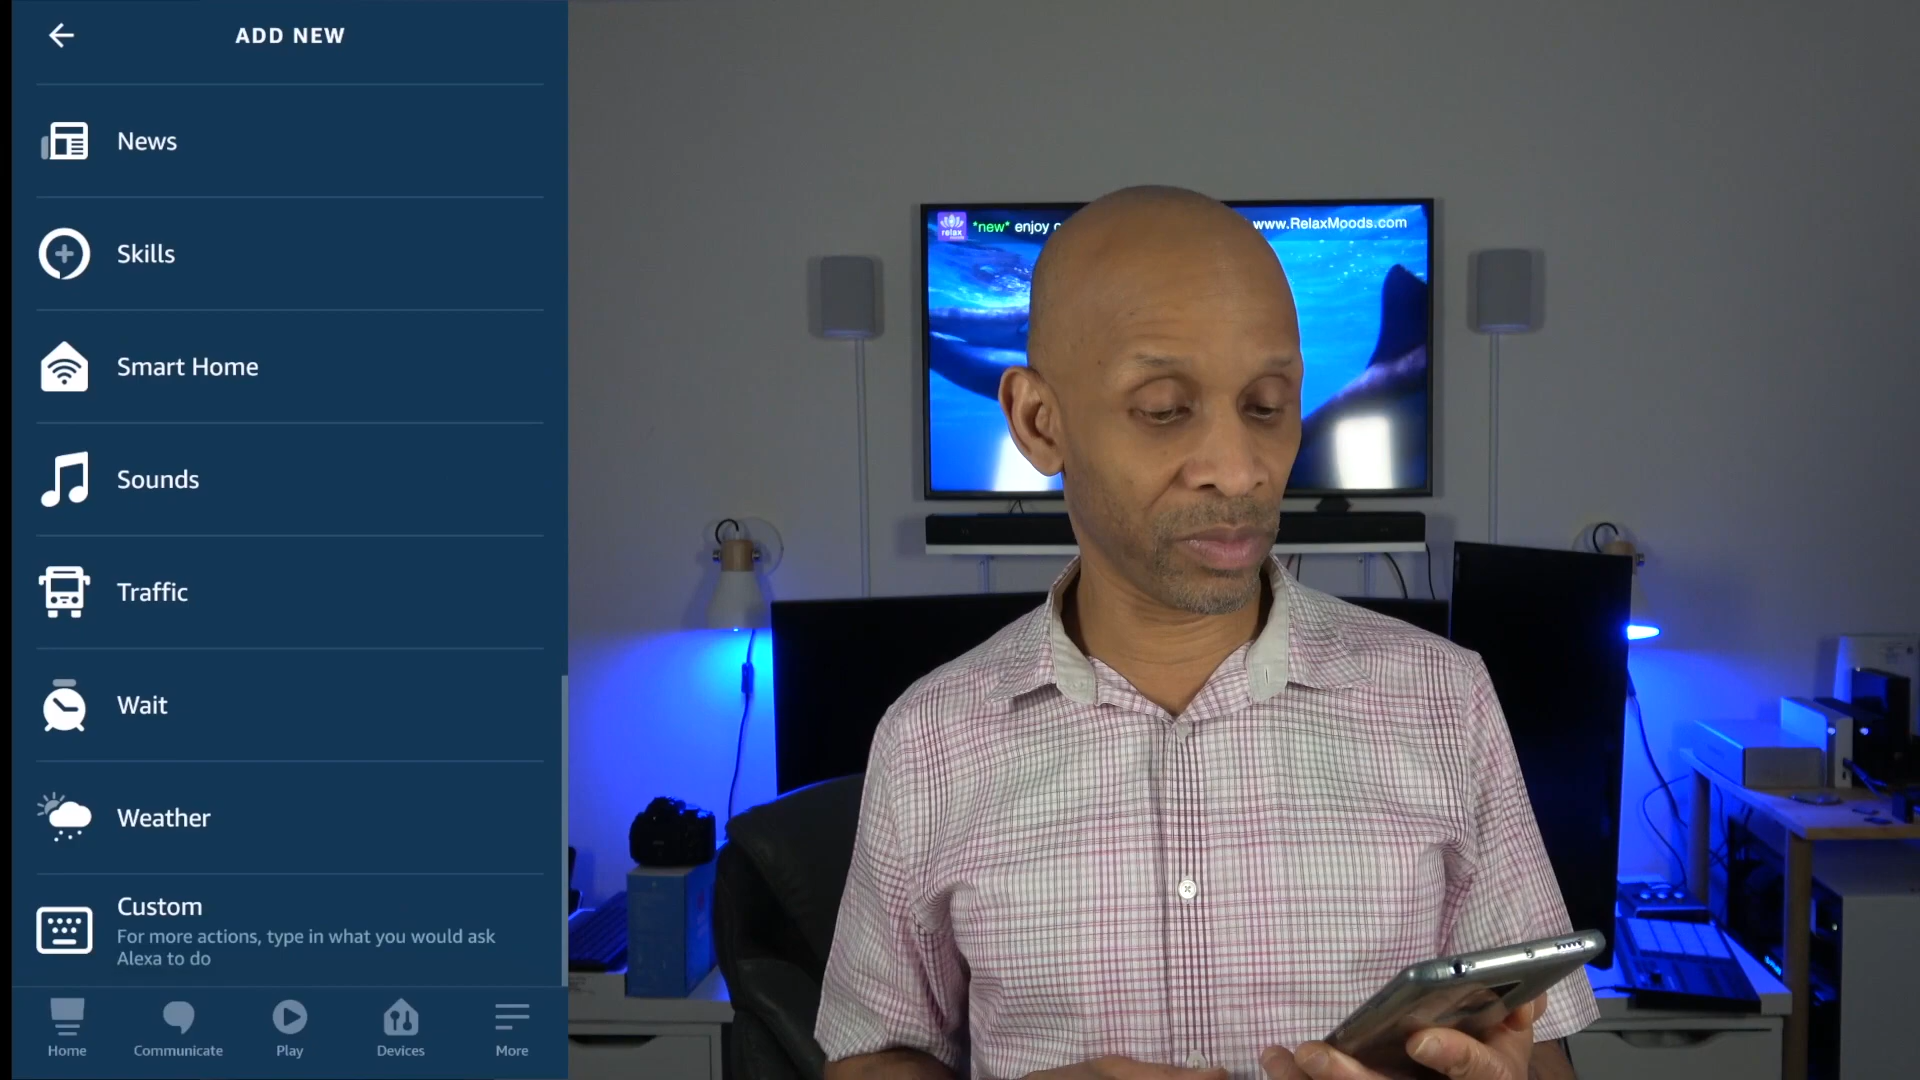 ADD NEW
News
Skills
Smart Home
Sounds
Traffic
Wait
Weather
Custom
For more actions, type in what you would ask
Alexa to do
Home
Communicate
Play
Devices
More
relax
*new* enjoy
www.RelaxMoods.com